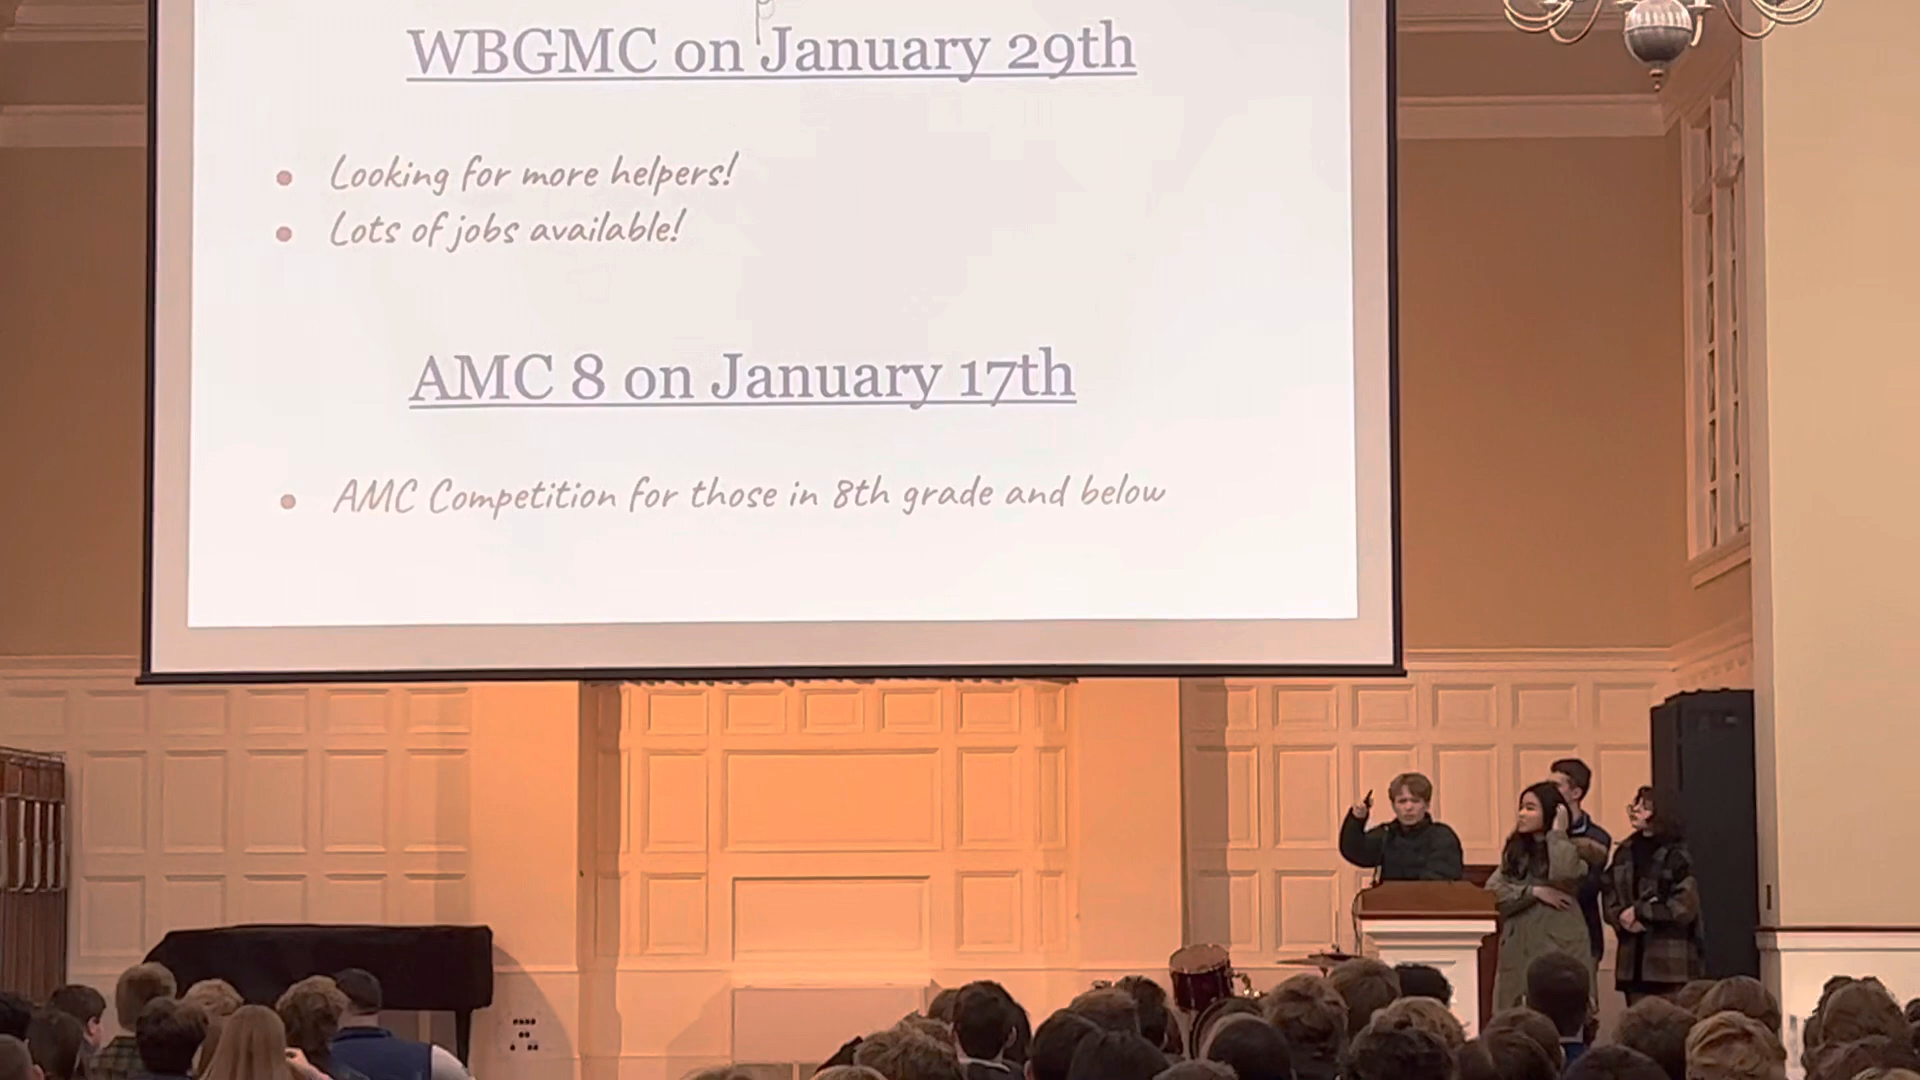 WBGMC on January 29th
Looking for more helpers!
Lots of jobs available!
AMC 8 on January 17th
AMC Competition for those in 8th grade and below